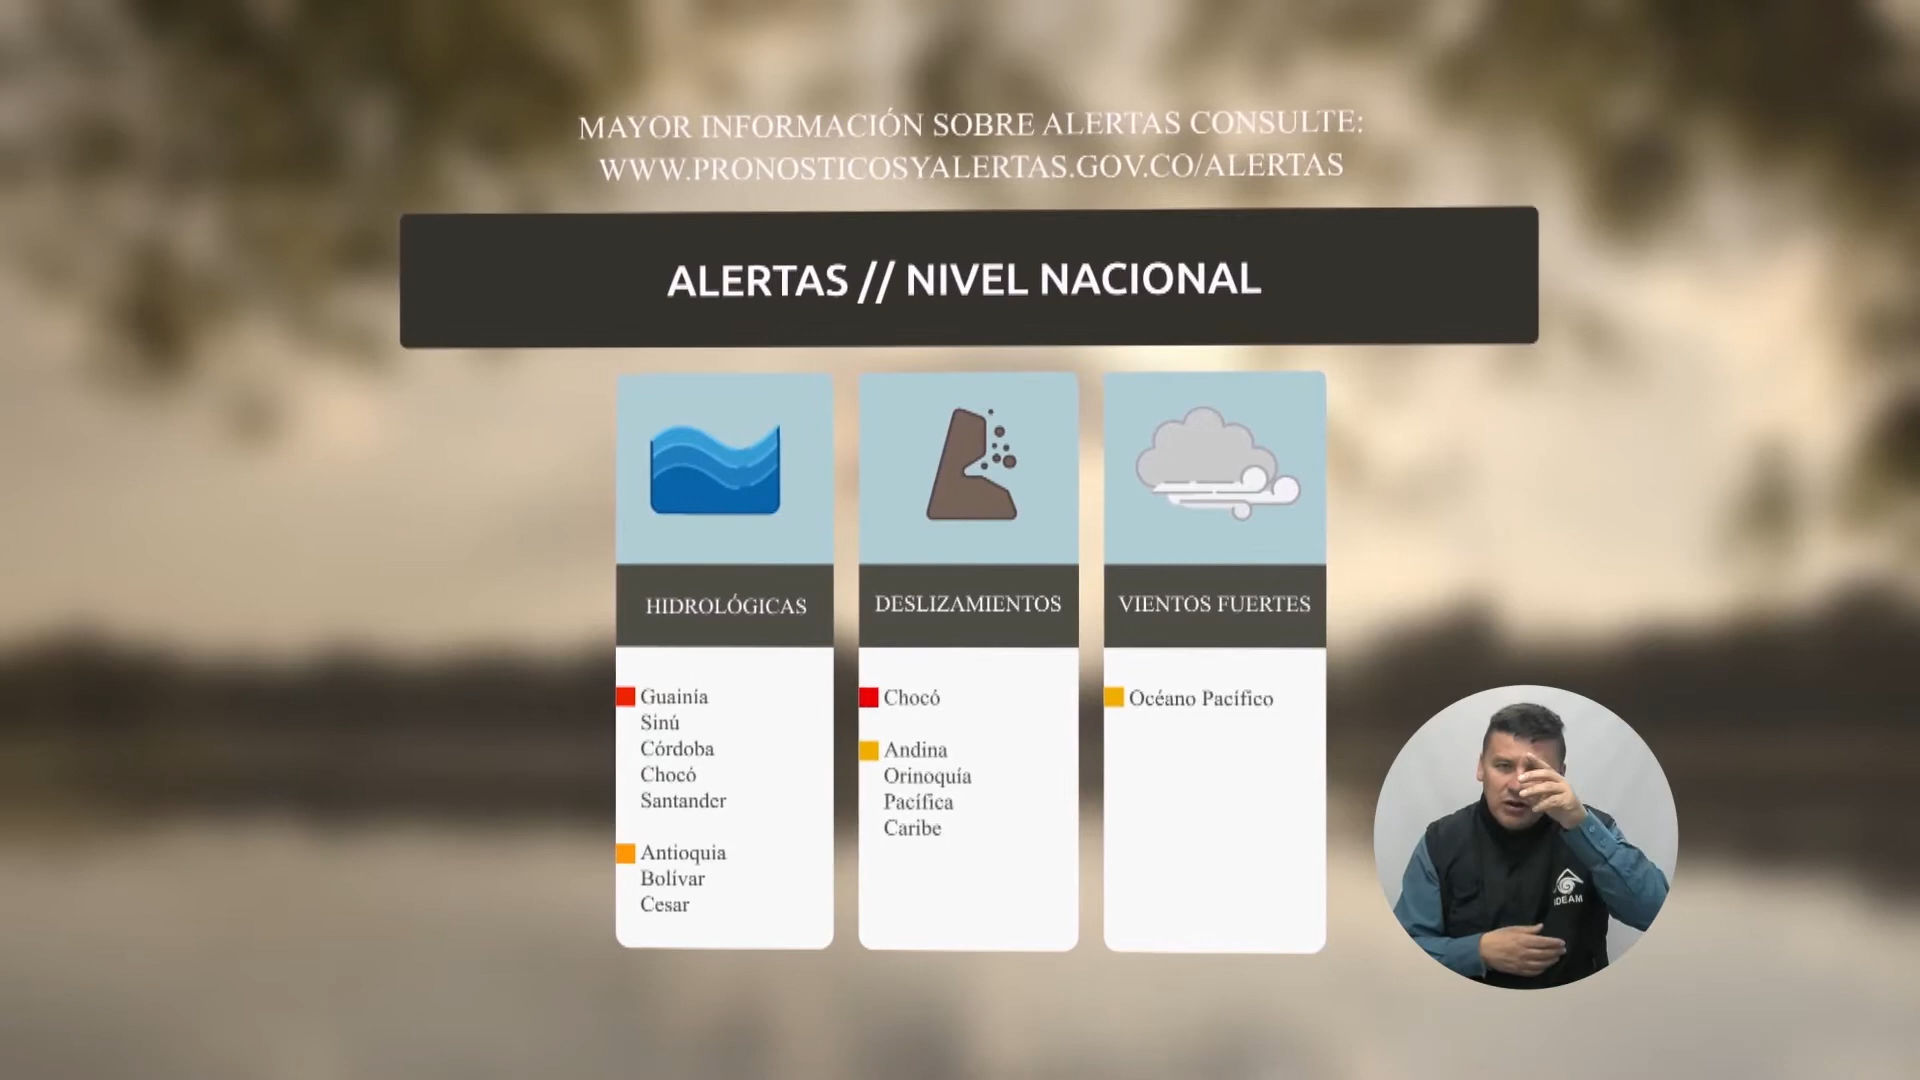 MAYOR INFORMACIÓN SOBRE ALERTAS CONSULTE:
WWW.PRONOSTICOSYALERTAS.GOV.CO/ALERTAS
ALERTAS // NIVEL NACIONAL
HIDROLÓGICAS
Guainía
Sinú
Córdoba
Chocó
Santander
Antioquia
Bolívar
Cesar
DESLIZAMIENTOS
Chocó
Andina
Orinoquía
Pacífica
Caribe
VIENTOS FUERTES
Océano Pacífico
IDEAM